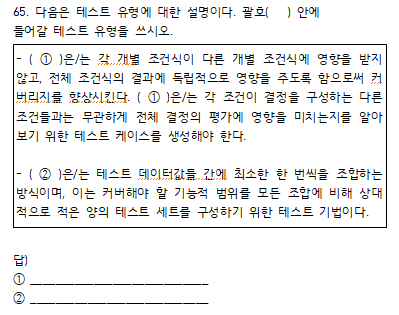 65. 다음은 테스트 유형에 대한 설명이다. 괄호(     ) 안에
들어갈 테스트 유형을 쓰시오.
- ( ① )은/는 각 개별 조건식이 다른 개별 조건식에 영향을 받지
않고, 전체 조건식의 결과에 독립적으로 영향을 주도록 함으로써 커
버리지를 향상시킨다. ( ① )은/는 각 조건이 결정을 구성하는 다른
조건들과는 무관하게 전체 결정의 평가에 영향을 미치는지를 알아
보기 위한 테스트 케이스를 생성해야 한다.
- ( ② )은/는 테스트 데이터값들 간에 최소한 한 번씩을 조합하는
방식이며, 이는 커버해야 할 기능적 범위를 모든 조합에 비해 상대
적으로 적은 양의 테스트 세트를 구성하기 위한 테스트 기법이다.
답)
① ____________________________
② ____________________________